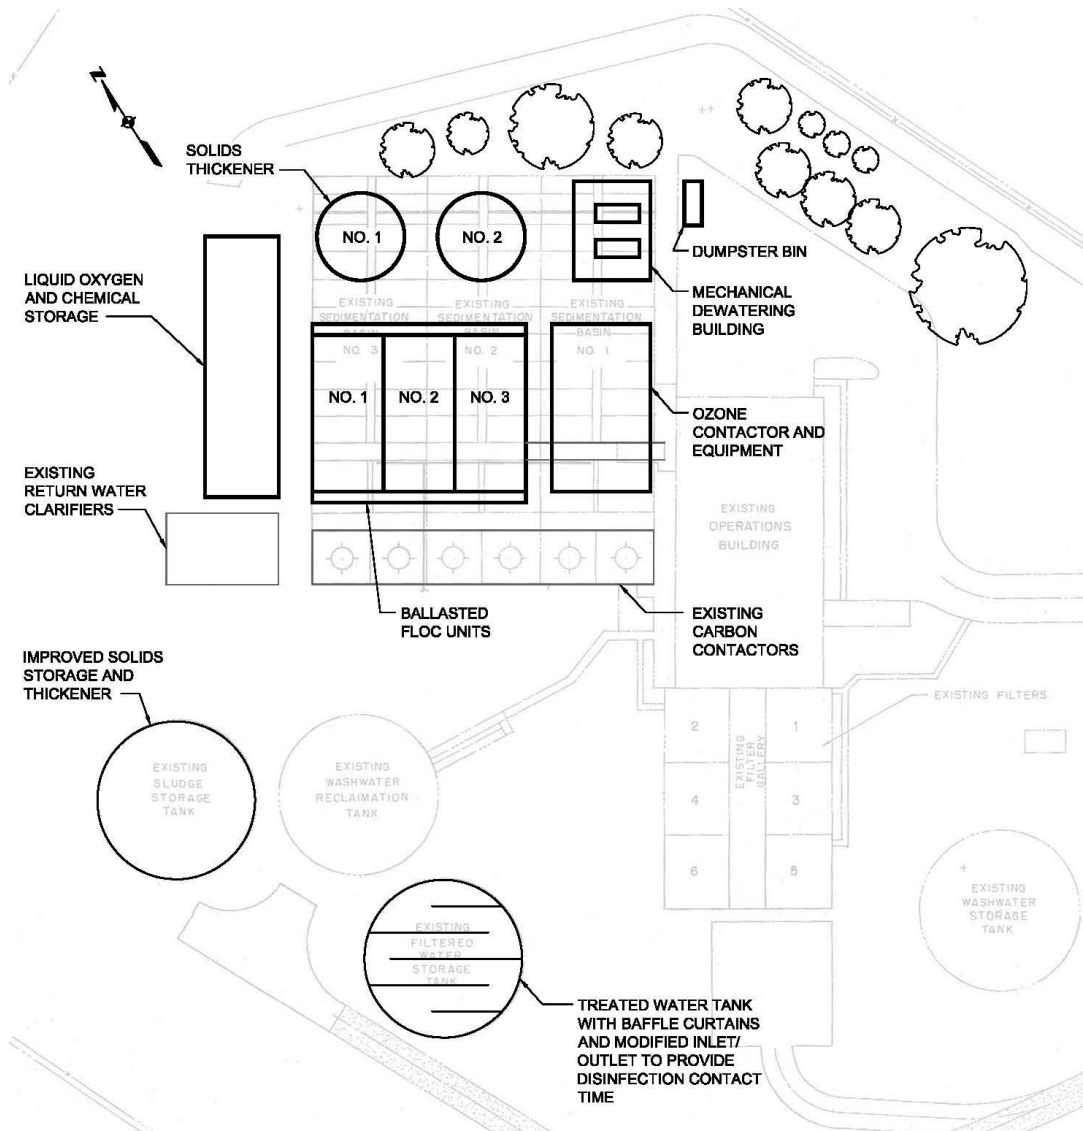 N
SOLIDS
THICKENER
NO. 1
NO. 2
DUMPSTER BIN
LIQUID OXYGEN
AND CHEMICAL
STORAGE
MECHANICAL
DEWATERING
BUILDING
EXISTING
SEDIMENTATION
BASIN
NO. 3
EXISTING
SEDIMENTATION
BASIN
NO. 2
EXISTING
SEDIMENTATION
BASIN
NO. 1
NO. 1
NO. 2
NO. 3
OZONE
CONTACTOR AND
EQUIPMENT
EXISTING
RETURN WATER
CLARIFIERS
EXISTING
OPERATIONS
BUILDING
BALLASTED
FLOC UNITS
EXISTING
CARBON
CONTACTORS
IMPROVED SOLIDS
STORAGE AND
THICKENER
EXISTING FILTERS
2
1
EXISTING
FILTER
GALLERY
4
3
6
5
EXISTING
SLUDGE
STORAGE
TANK
EXISTING
WASHWATER
RECLAIMATION
TANK
EXISTING
WASHWATER
STORAGE
TANK
EXISTING
FILTERED
WATER
STORAGE
TANK
TREATED WATER TANK
WITH BAFFLE CURTAINS
AND MODIFIED INLET/
OUTLET TO PROVIDE
DISINFECTION CONTACT
TIME